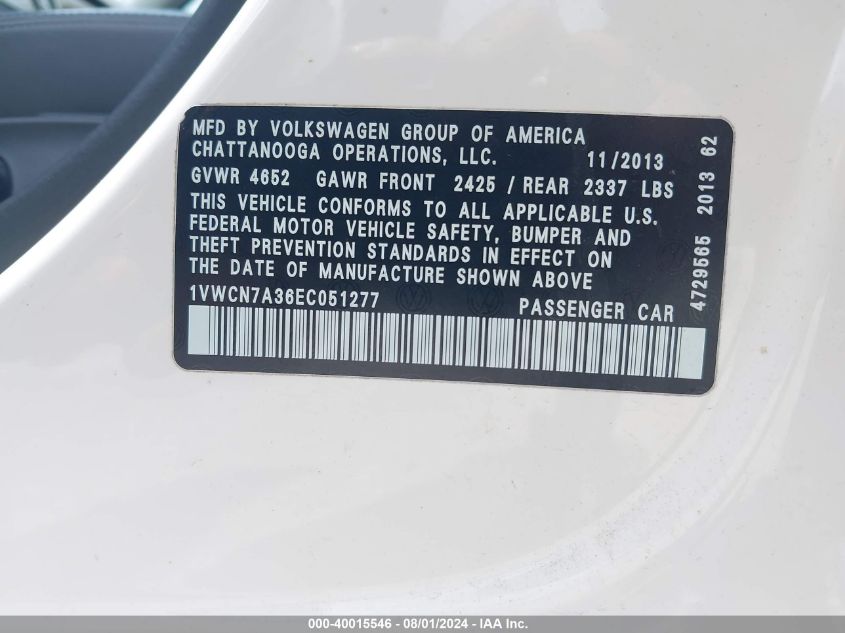 MFD BY VOLKSWAGEN GROUP OF AMERICA
CHATTANOOGA OPERATIONS, LLC. 11/2013
GVWR 4652 GAWR FRONT 2425 / REAR 2337 LBS
THIS VEHICLE CONFORMS TO ALL APPLICABLE U.S.
FEDERAL MOTOR VEHICLE SAFETY, BUMPER AND
THEFT PREVENTION STANDARDS IN EFFECT ON
THE DATE OF MANUFACTURE SHOWN ABOVE
1VWCN7A36EC051277 PASSENGER CAR
4729565 2013 62
000-40015546 - 08/01/2024 - IAA Inc.